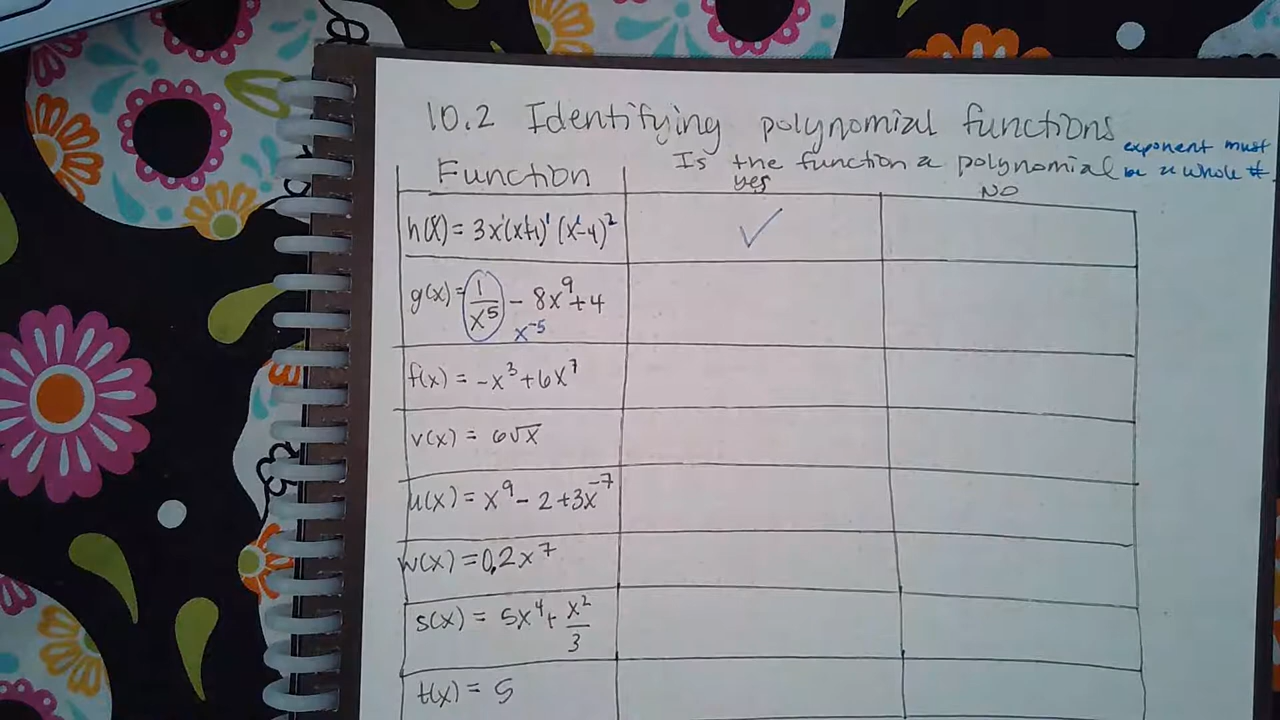 10.2 Identifying polynomial functions
Is the function a polynomial
exponent must
be a whole #.
Function
yes
NO
h(x) = 3x¹(x+1)¹ (x¹-4)²
✓
g(x) = 1/x⁵ - 8x⁹ + 4
x⁻⁵
f(x) = -x³ + 6x⁷
v(x) = 6√x
u(x) = x⁹ - 2 + 3x⁻⁷
w(x) = 0.2x⁷
s(x) = 5x⁴ + x²/3
t(x) = 5